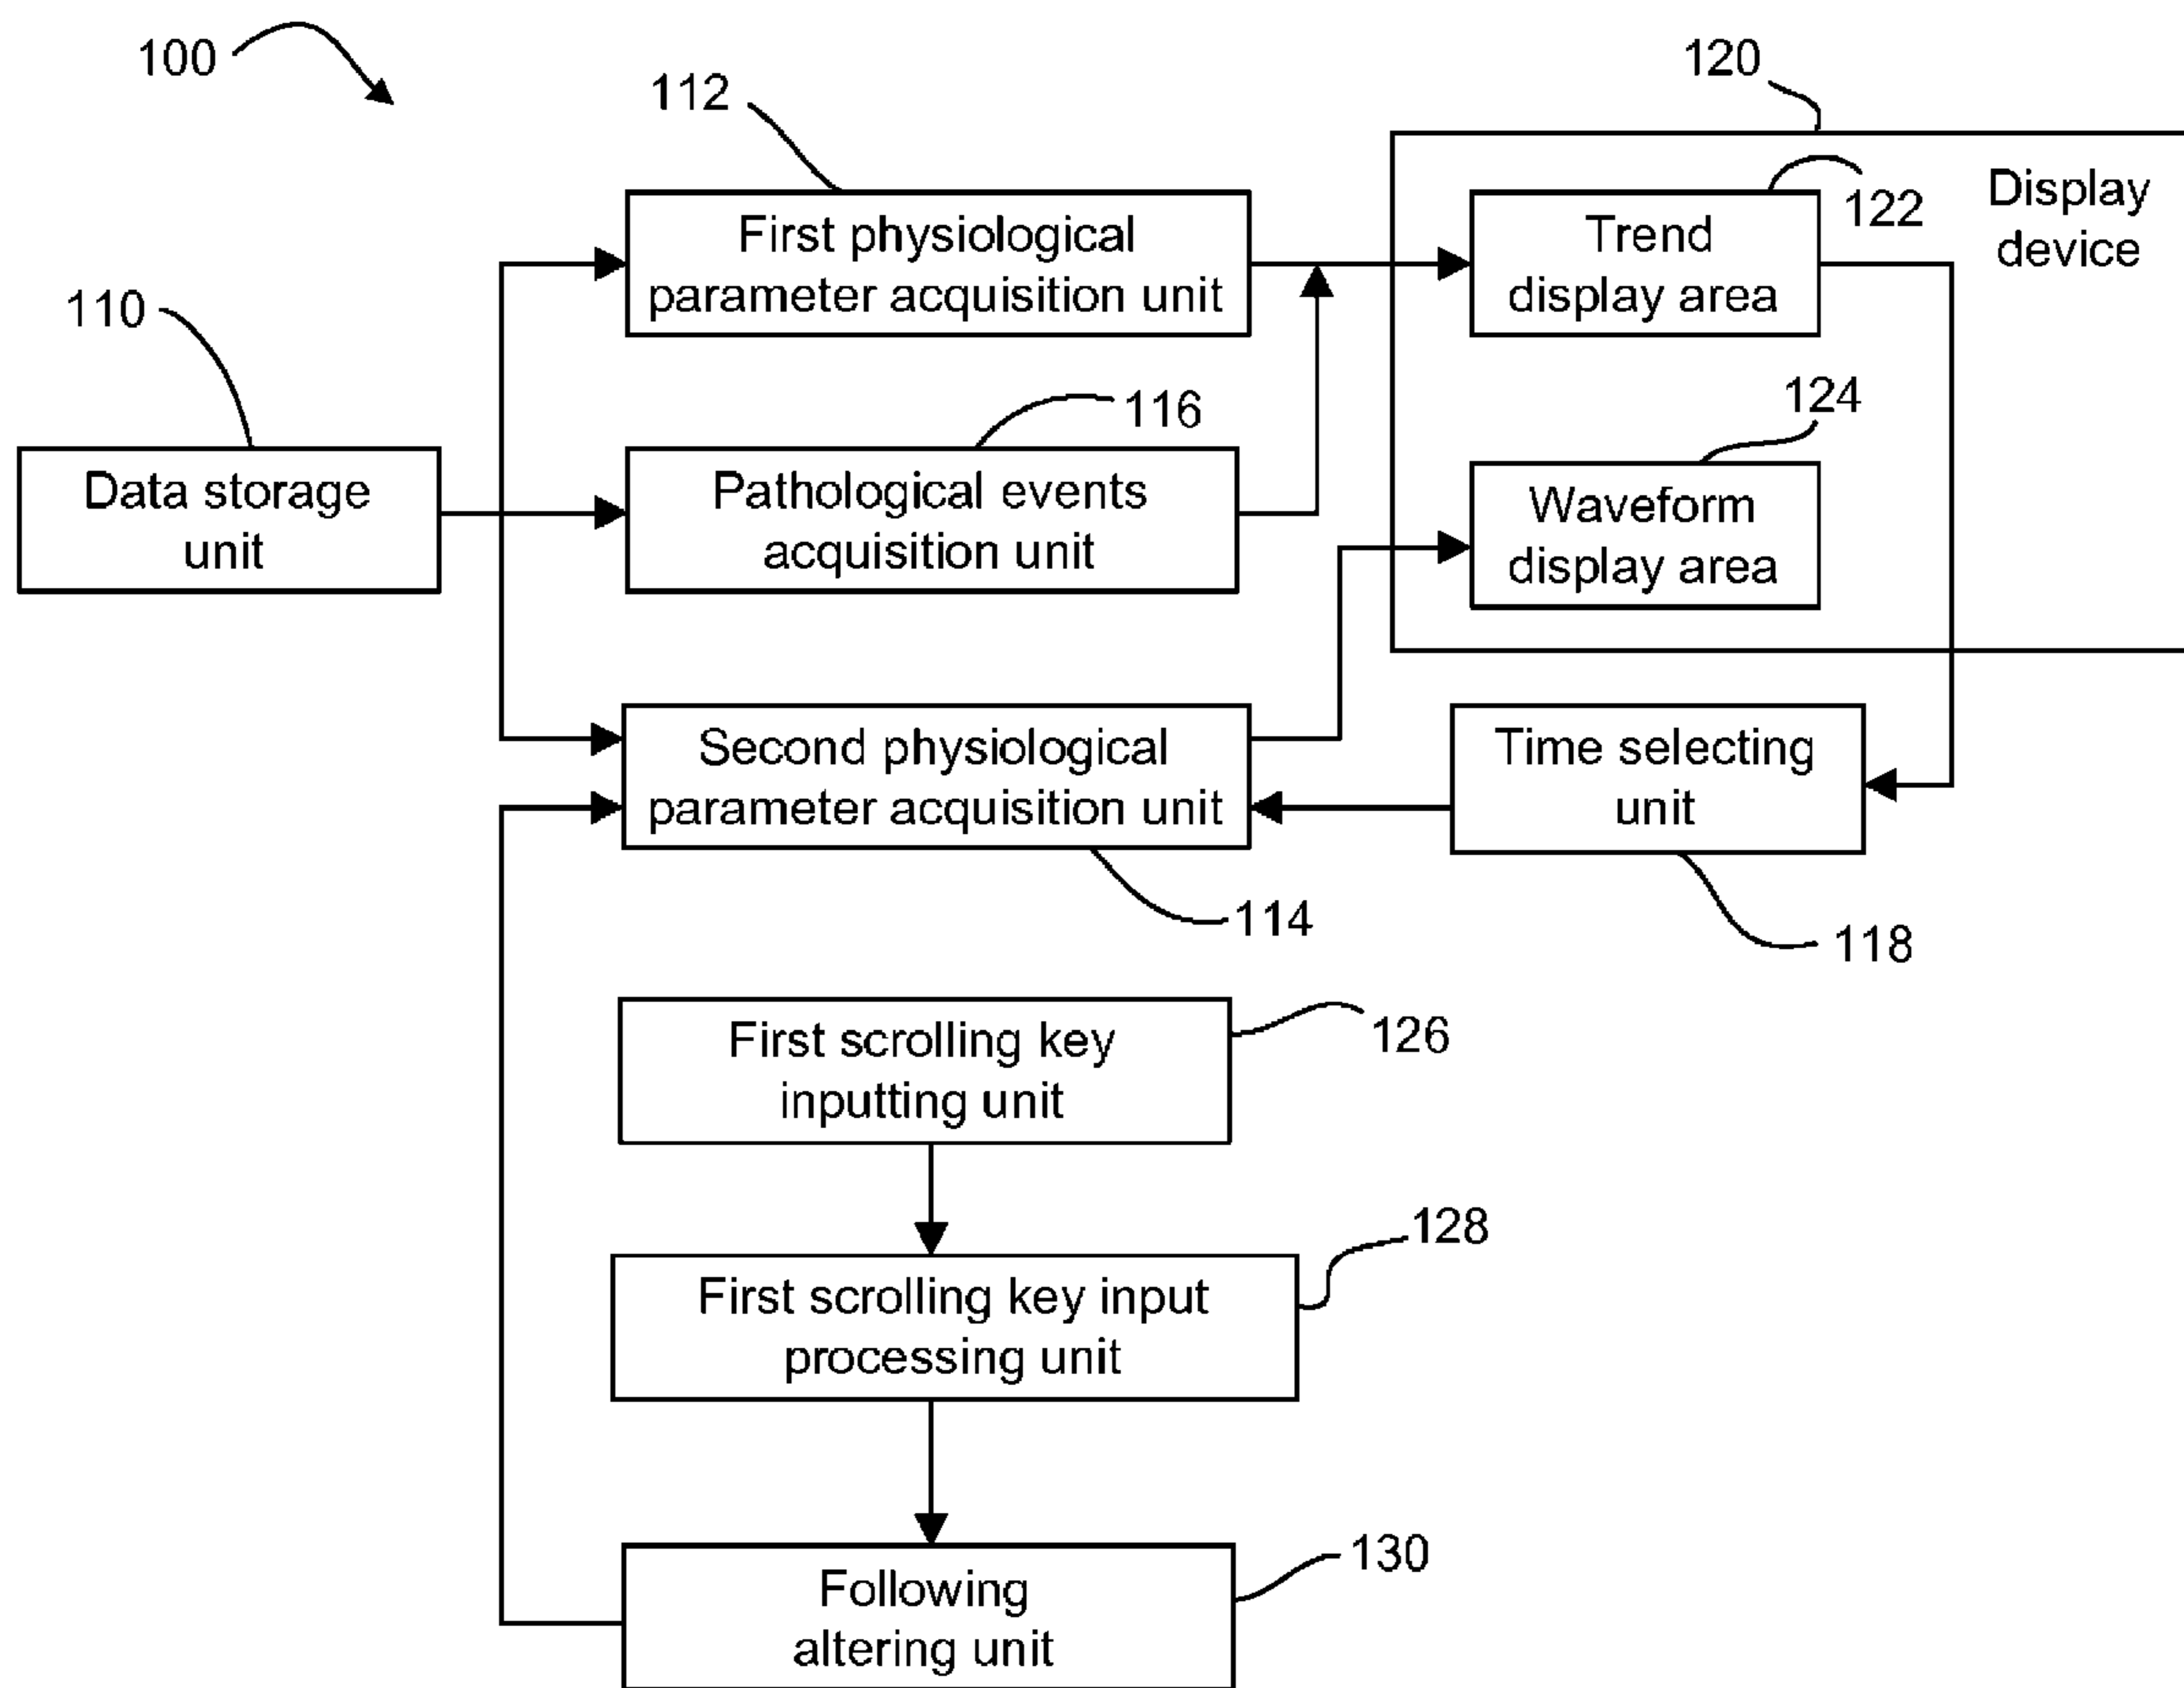 100
112
120
First physiological
parameter acquisition unit
Trend
display area
122
Display
device
110
116
124
Data storage
unit
Pathological events
acquisition unit
Waveform
display area
Second physiological
parameter acquisition unit
Time selecting
unit
114
118
First scrolling key
inputting unit
126
First scrolling key input
processing unit
128
Following
altering unit
130